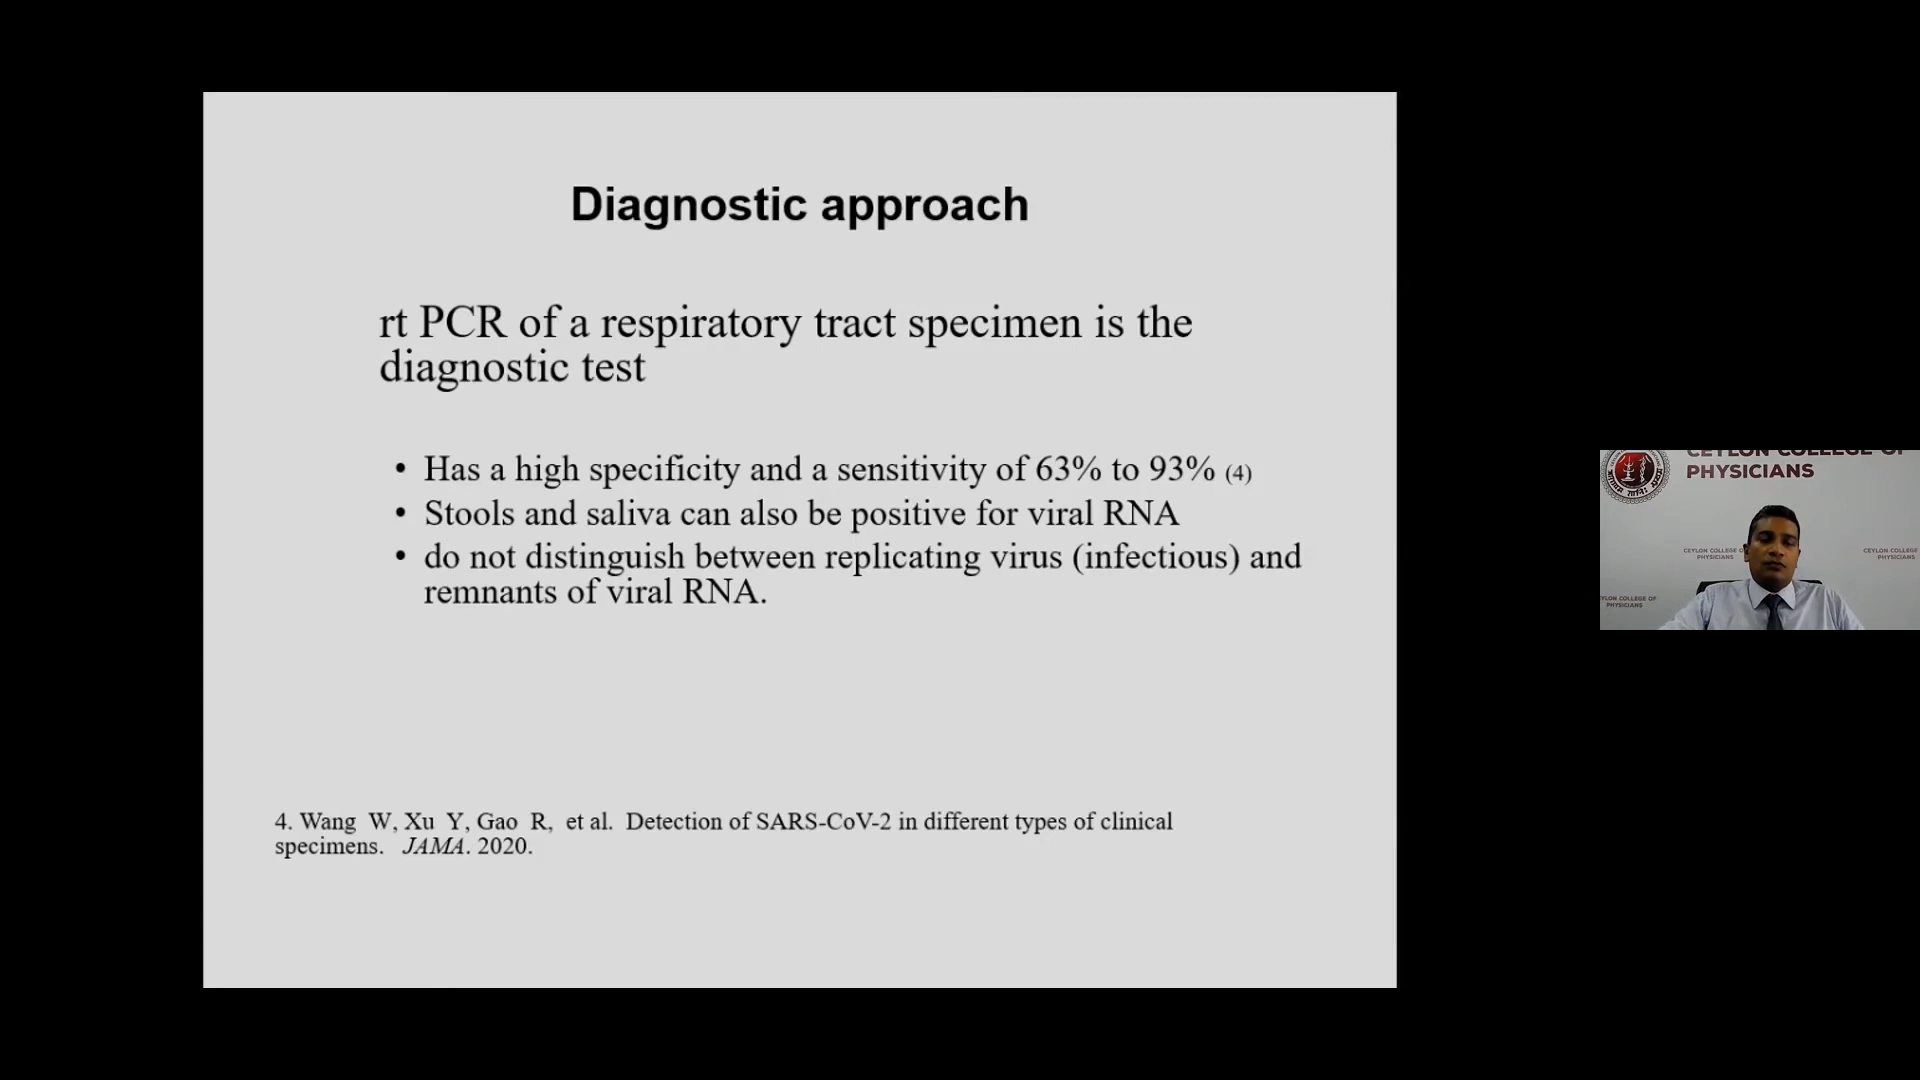 Diagnostic approach
rt PCR of a respiratory tract specimen is the
diagnostic test
• Has a high specificity and a sensitivity of 63% to 93% (4)
• Stools and saliva can also be positive for viral RNA
• do not distinguish between replicating virus (infectious) and
remnants of viral RNA.
4. Wang W, Xu Y, Gao R, et al. Detection of SARS-CoV-2 in different types of clinical
specimens. JAMA. 2020.
CEYLON COLLEGE OF
PHYSICIANS
CEYLON COLLEGE O
PHYSICIANS
CEYLON COLLEGE OF
PHYSICIANS
YLON COLLEGE OF
PHYSICIANS